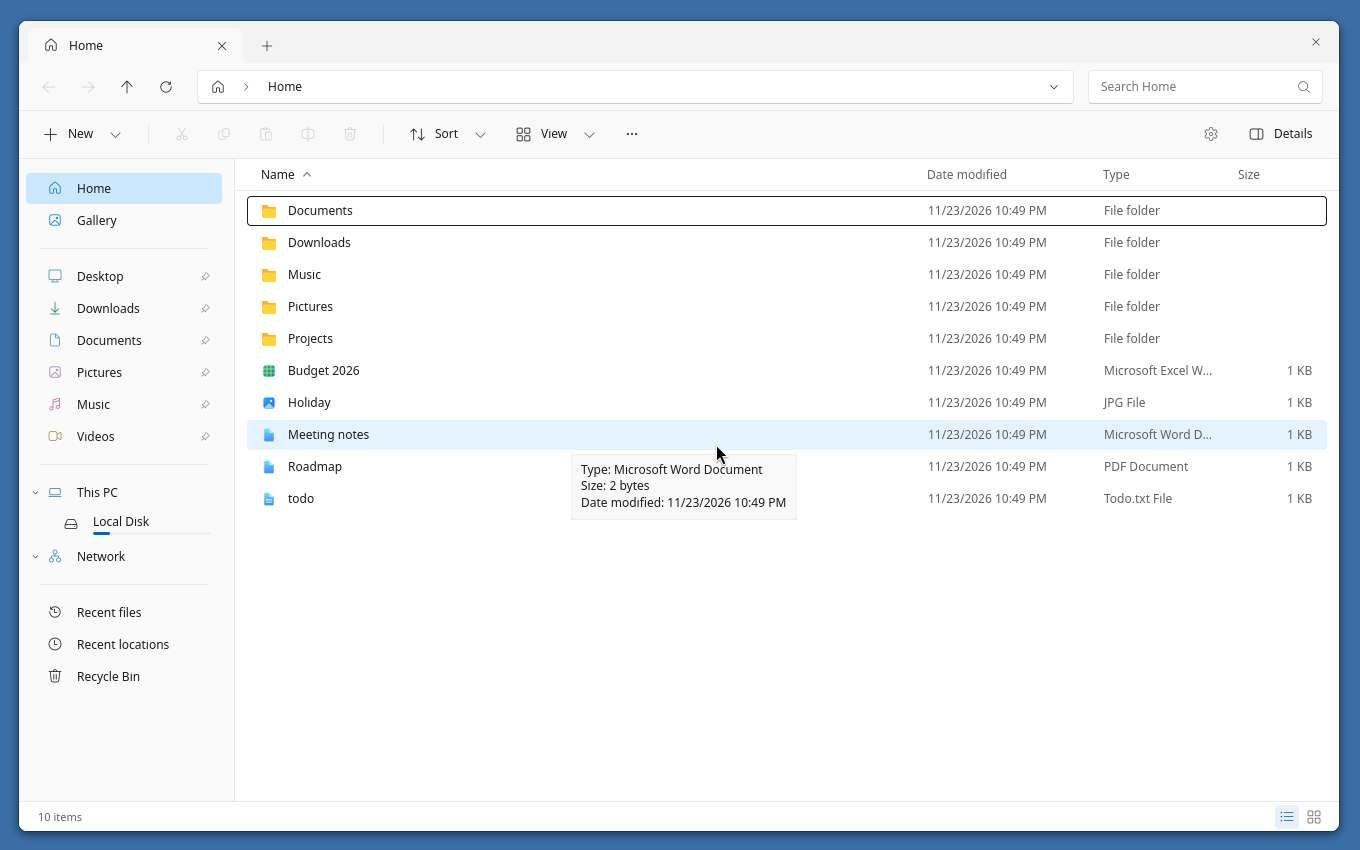 Home
Home
Search Home
New
Sort
View
Details
Home
Gallery
Desktop
Downloads
Documents
Pictures
Music
Videos
This PC
Local Disk
Network
Recent files
Recent locations
Recycle Bin
Name Date modified Type Size
Documents 11/23/2026 10:49 PM File folder
Downloads 11/23/2026 10:49 PM File folder
Music 11/23/2026 10:49 PM File folder
Pictures 11/23/2026 10:49 PM File folder
Projects 11/23/2026 10:49 PM File folder
Budget 2026 11/23/2026 10:49 PM Microsoft Excel W... 1 KB
Holiday 11/23/2026 10:49 PM JPG File 1 KB
Meeting notes 11/23/2026 10:49 PM Microsoft Word D... 1 KB
Roadmap 11/23/2026 10:49 PM PDF Document 1 KB
todo 11/23/2026 10:49 PM Todo.txt File 1 KB
Type: Microsoft Word Document
Size: 2 bytes
Date modified: 11/23/2026 10:49 PM
10 items